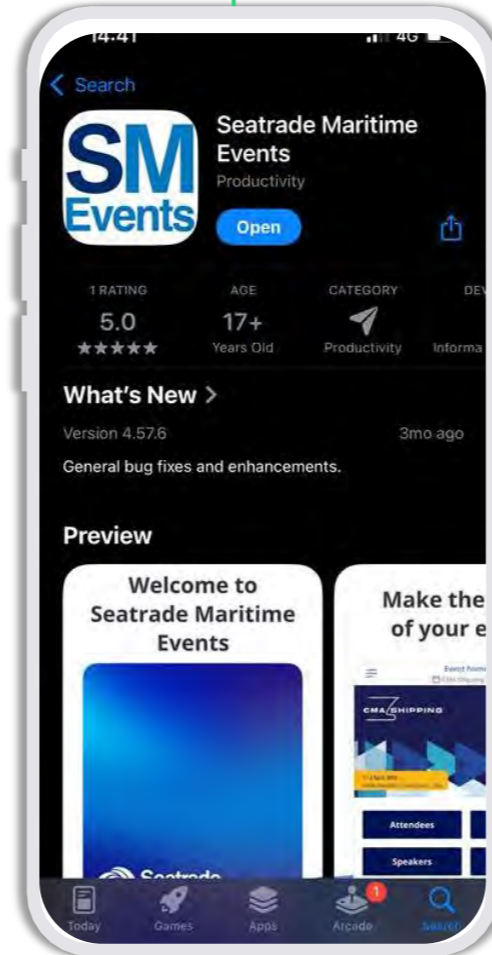 14:41
4G
Search
SM
Events
Seatrade Maritime
Events
Productivity
Open
1 RATING
AGE
CATEGORY
DEV
5.0
17+
★★★★★
Years Old
Productivity
Informa
What's New >
Version 4.57.6
3mo ago
General bug fixes and enhancements.
Preview
Welcome to
Seatrade Maritime
Events
Seatrade
Make the
of your e
CMA SHIPPING
Attendees
Speakers
Today
Games
Apps
Arcade
1
Search